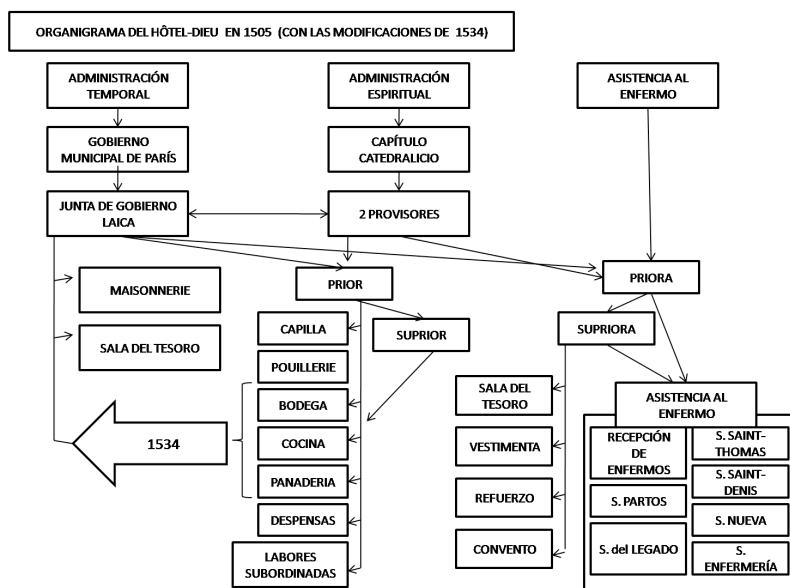 ORGANIGRAMA DEL HÔTEL-DIEU EN 1505 (CON LAS MODIFICACIONES DE 1534)
ADMINISTRACIÓN
TEMPORAL
ADMINISTRACIÓN
ESPIRITUAL
ASISTENCIA AL
ENFERMO
GOBIERNO
MUNICIPAL DE PARÍS
CAPÍTULO
CATEDRALICIO
JUNTA DE GOBIERNO
LAICA
2 PROVISORES
PRIOR
PRIORA
MAISONNERIE
SALA DEL TESORO
CAPILLA
POUILLERIE
BODEGA
COCINA
PANADERIA
DESPENSAS
LABORES
SUBORDINADAS
1534
SUPRIOR
SUPRIORA
SALA DEL
TESORO
VESTIMENTA
REFUERZO
CONVENTO
ASISTENCIA AL
ENFERMO
RECEPCIÓN
DE
ENFERMOS
S. PARTOS
S. del LEGADO
S. SAINT-
THOMAS
S. SAINT-
DENIS
S. NUEVA
S.
ENFERMERÍA